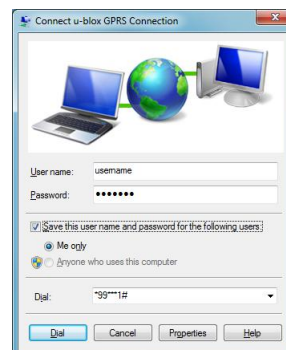 Connect u-blox GPRS Connection
User name:
username
Password:
•••••••
Save this user name and password for the following users:
Me only
Anyone who uses this computer
Dial:
*99***1#
Dial
Cancel
Properties
Help